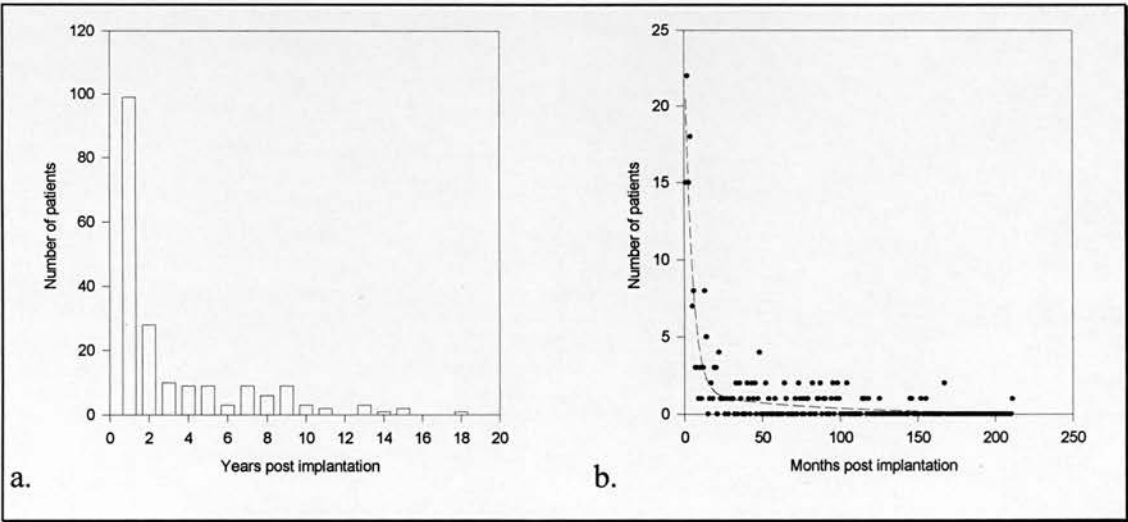 120
100
80
60
40
20
0
Number of patients
0 2 4 6 8 10 12 14 16 18 20
Years post implantation
a.
25
20
15
10
5
0
Number of patients
0 50 100 150 200 250
Months post implantation
b.